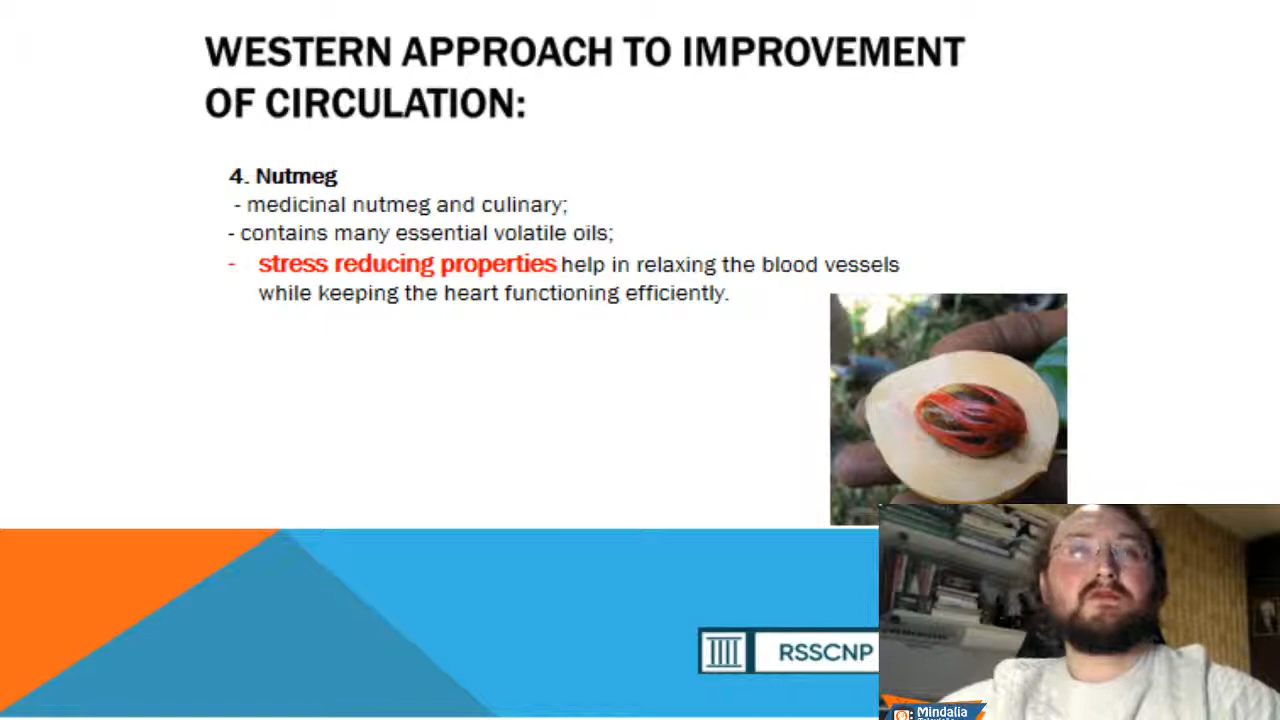 WESTERN APPROACH TO IMPROVEMENT
OF CIRCULATION:
4. Nutmeg
- medicinal nutmeg and culinary;
- contains many essential volatile oils;
- stress reducing properties help in relaxing the blood vessels
while keeping the heart functioning efficiently.
RSSCNP
Mindalia